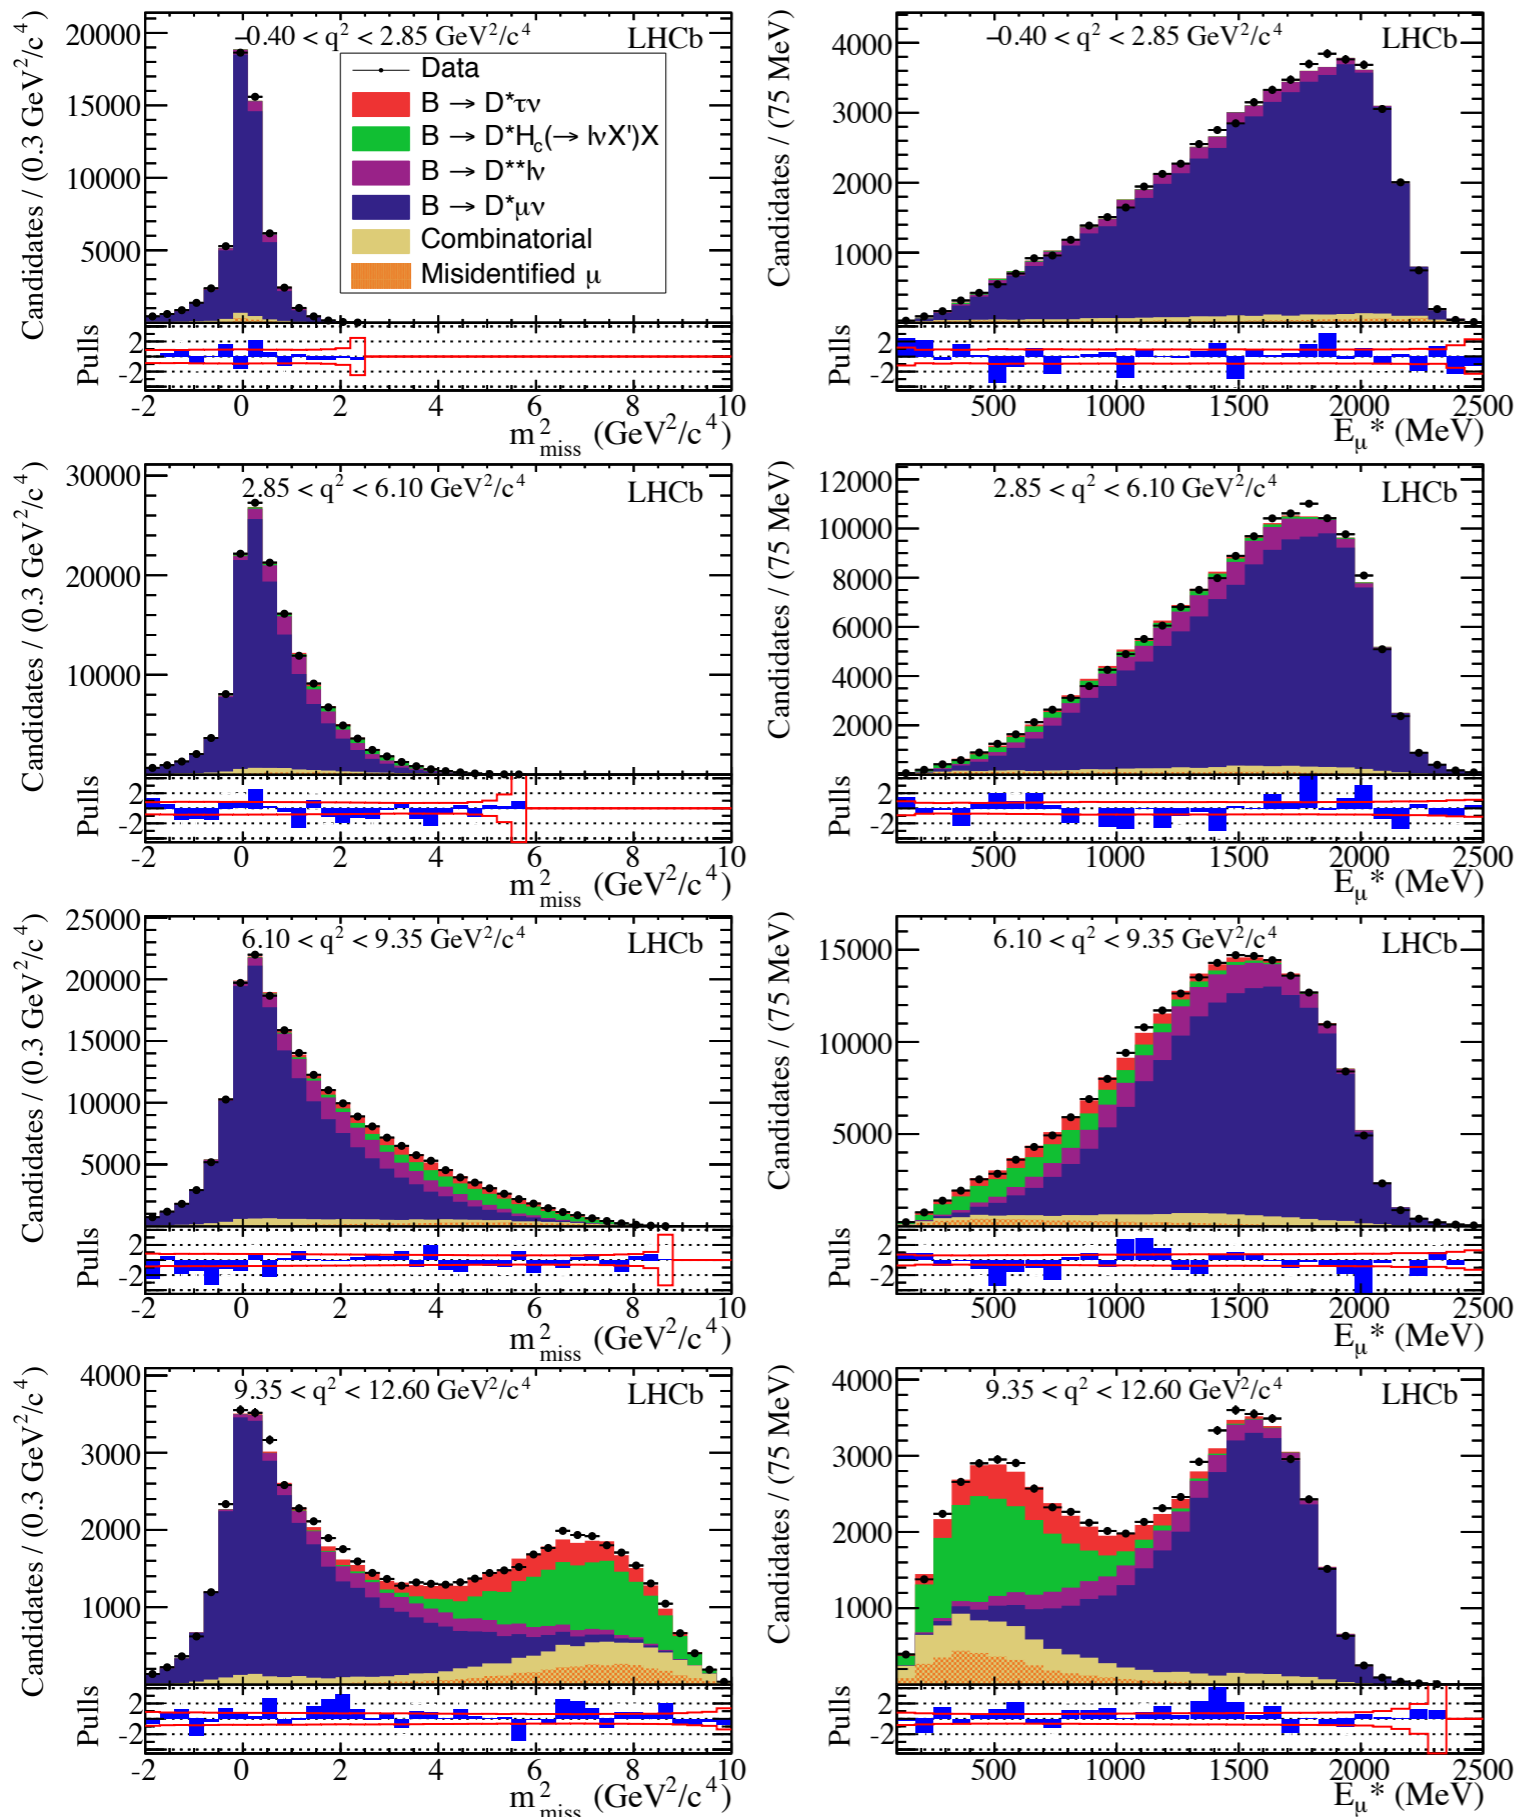 −0.40 < q² < 2.85 GeV²/c⁴
LHCb
Data
B → D*τν
B → D*H_c(→ lνX')X
B → D**lν
B → D*μν
Combinatorial
Misidentified μ
Candidates / (0.3 GeV²/c⁴)
20000
15000
10000
5000
Pulls
2
-2
-2 0 2 4 6 8 10
m²_miss (GeV²/c⁴)
−0.40 < q² < 2.85 GeV²/c⁴
LHCb
Candidates / (75 MeV)
4000
3000
2000
1000
Pulls
2
-2
500 1000 1500 2000 2500
E_μ* (MeV)
2.85 < q² < 6.10 GeV²/c⁴
LHCb
Candidates / (0.3 GeV²/c⁴)
30000
20000
10000
Pulls
2
-2
-2 0 2 4 6 8 10
m²_miss (GeV²/c⁴)
2.85 < q² < 6.10 GeV²/c⁴
LHCb
Candidates / (75 MeV)
12000
10000
8000
6000
4000
2000
Pulls
2
-2
500 1000 1500 2000 2500
E_μ* (MeV)
6.10 < q² < 9.35 GeV²/c⁴
LHCb
Candidates / (0.3 GeV²/c⁴)
25000
20000
15000
10000
5000
Pulls
2
-2
-2 0 2 4 6 8 10
m²_miss (GeV²/c⁴)
6.10 < q² < 9.35 GeV²/c⁴
LHCb
Candidates / (75 MeV)
15000
10000
5000
Pulls
2
-2
500 1000 1500 2000 2500
E_μ* (MeV)
9.35 < q² < 12.60 GeV²/c⁴
LHCb
Candidates / (0.3 GeV²/c⁴)
4000
3000
2000
1000
Pulls
2
-2
-2 0 2 4 6 8 10
m²_miss (GeV²/c⁴)
9.35 < q² < 12.60 GeV²/c⁴
LHCb
Candidates / (75 MeV)
4000
3000
2000
1000
Pulls
2
-2
500 1000 1500 2000 2500
E_μ* (MeV)